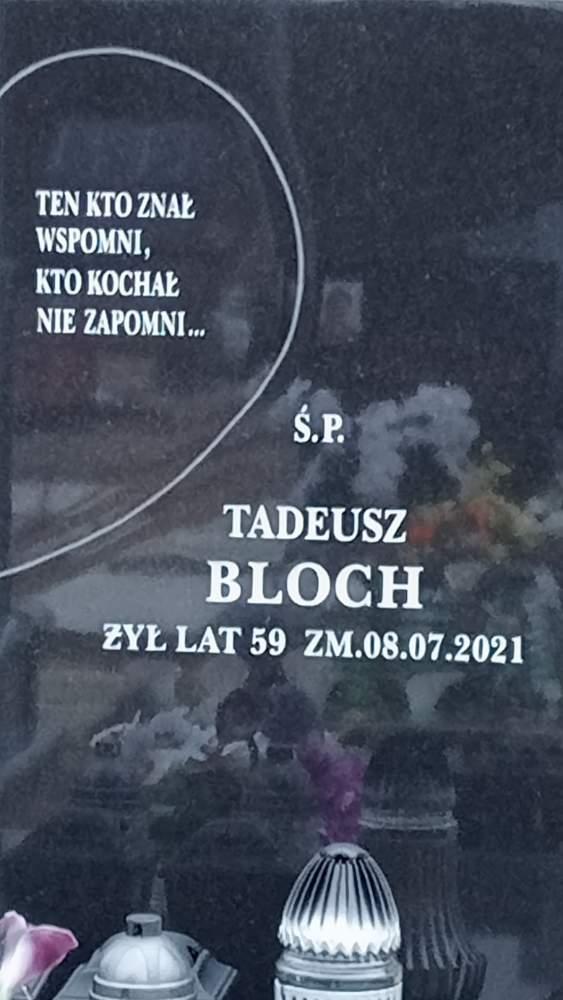 TEN KTO ZNAŁ
WSPOMNI,
KTO KOCHAŁ
NIE ZAPOMNI...
Ś.P.
TADEUSZ
BLOCH
ŻYŁ LAT 59 ZM.08.07.2021